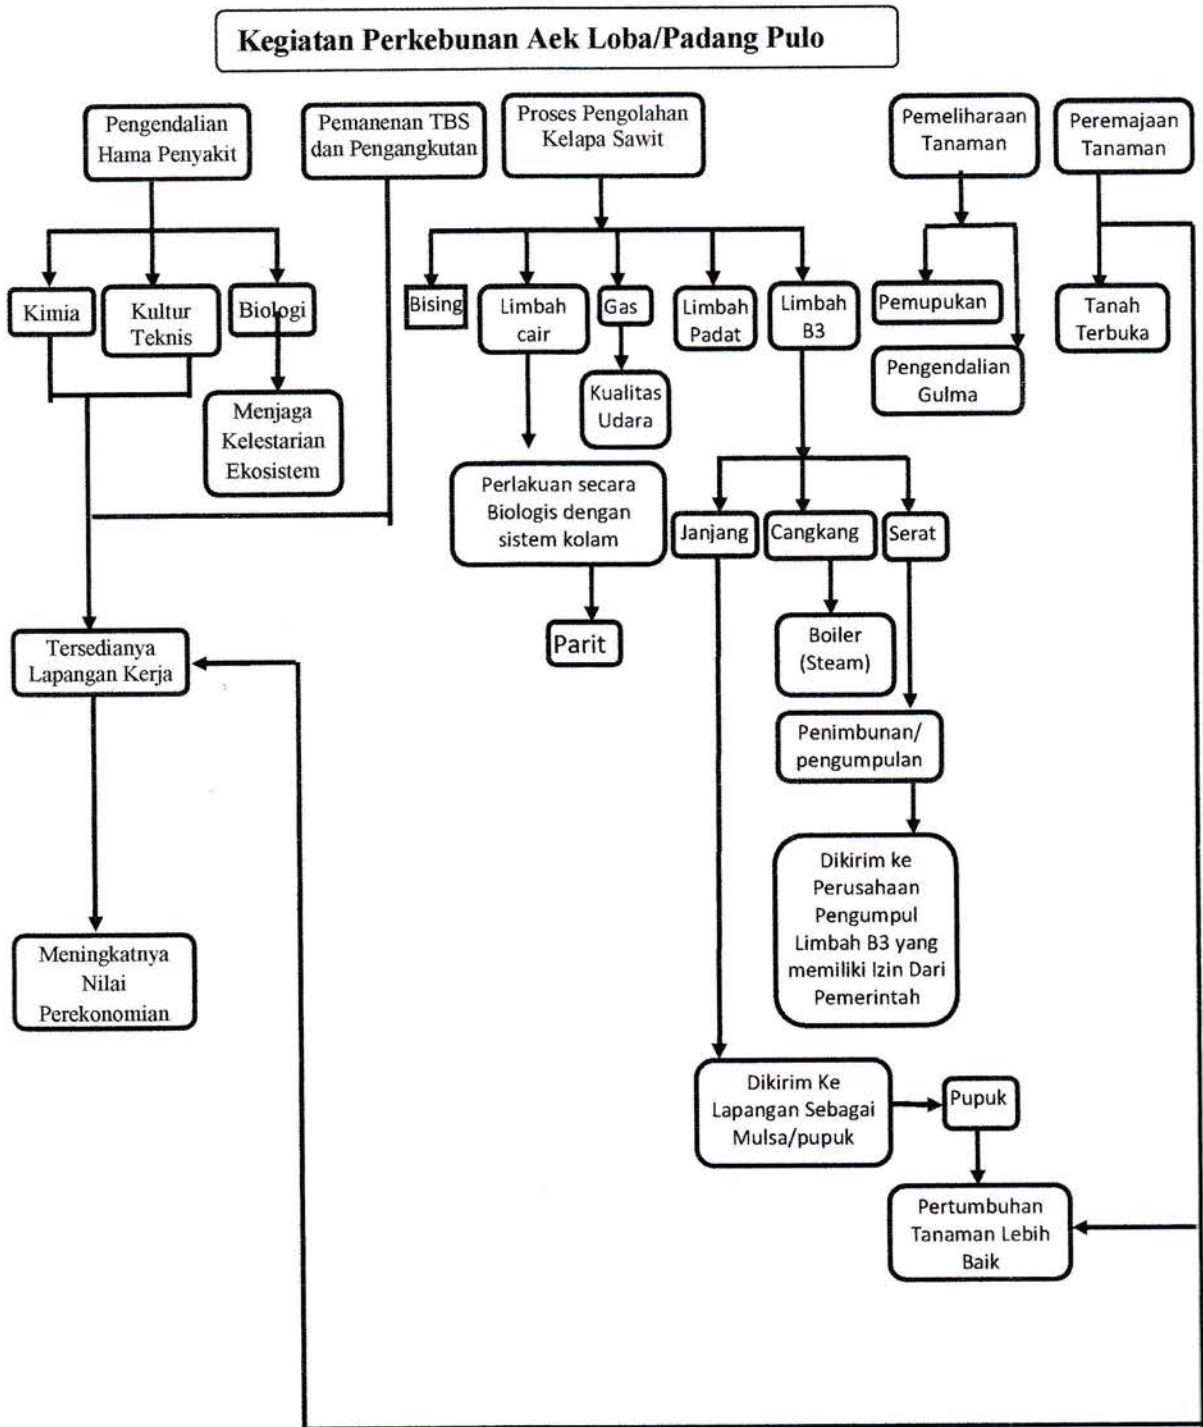 Kegiatan Perkebunan Aek Loba/Padang Pulo
Pengendalian
Hama Penyakit
Pemanenan TBS
dan Pengangkutan
Proses Pengolahan
Kelapa Sawit
Pemeliharaan
Tanaman
Peremajaan
Tanaman
Kimia
Kultur
Teknis
Biologi
Bising
Limbah
cair
Gas
Limbah
Padat
Limbah
B3
Pemupukan
Tanah
Terbuka
Pengendalian
Gulma
Menjaga
Kelestarian
Ekosistem
Kualitas
Udara
Perlakuan secara
Biologis dengan
sistem kolam
Janjang
Cangkang
Serat
Parit
Boiler
(Steam)
Tersedianya
Lapangan Kerja
Penimbunan/
pengumpulan
Dikirim ke
Perusahaan
Pengumpul
Limbah B3 yang
memiliki Izin Dari
Pemerintah
Meningkatnya
Nilai
Perekonomian
Dikirim Ke
Lapangan Sebagai
Mulsa/pupuk
Pupuk
Pertumbuhan
Tanaman Lebih
Baik